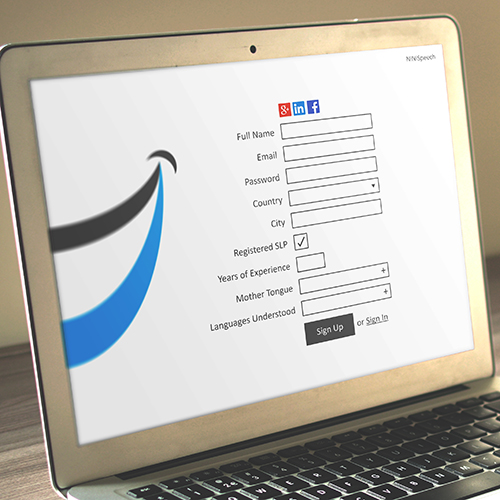 NiNiSpeech
g+ in f
Full Name
Email
Password
Country
City
Registered SLP
Years of Experience
Mother Tongue +
Languages Understood +
Sign Up or Sign In